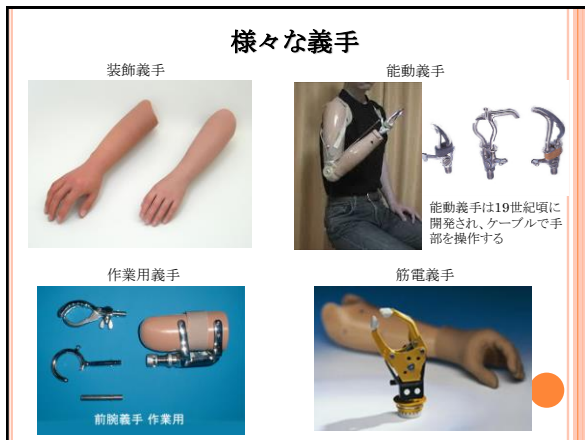 様々な義手
装飾義手
能動義手
能動義手は19世紀頃に
開発され、ケーブルで手
部を操作する
作業用義手
筋電義手
前腕義手 作業用